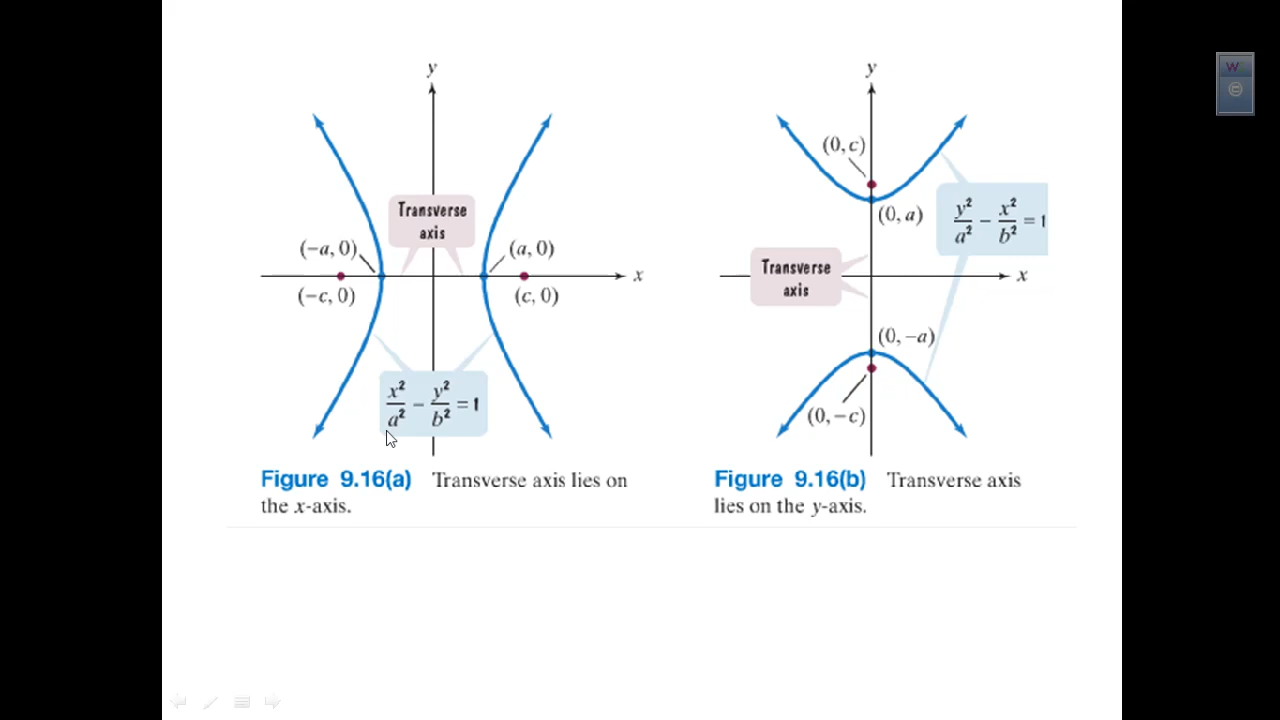 y
Transverse
axis
(−a, 0)
(a, 0)
x
(−c, 0)
(c, 0)
x²/a² − y²/b² = 1
Figure 9.16(a) Transverse axis lies on
the x-axis.
y
(0, c)
(0, a)
y²/a² − x²/b² = 1
Transverse
axis
x
(0, −a)
(0, −c)
Figure 9.16(b) Transverse axis
lies on the y-axis.
W